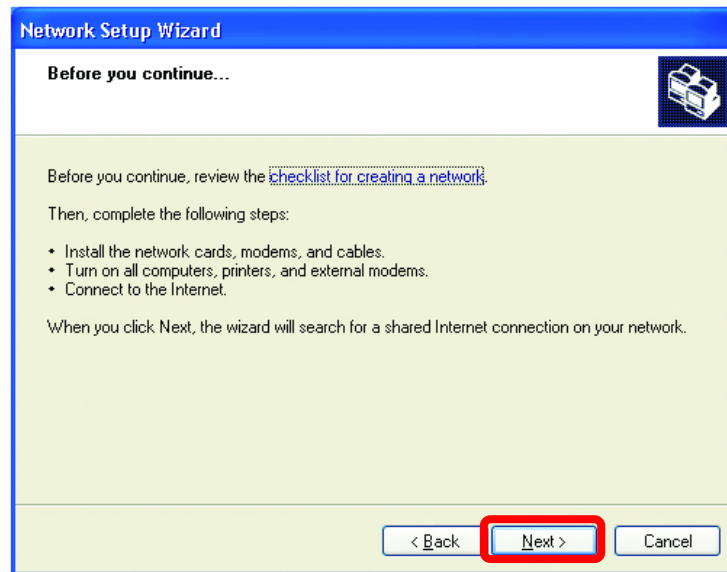 Network Setup Wizard
Before you continue...
Before you continue, review the checklist for creating a network.
Then, complete the following steps:
• Install the network cards, modems, and cables.
• Turn on all computers, printers, and external modems.
• Connect to the Internet.
When you click Next, the wizard will search for a shared Internet connection on your network.
< Back Next > Cancel